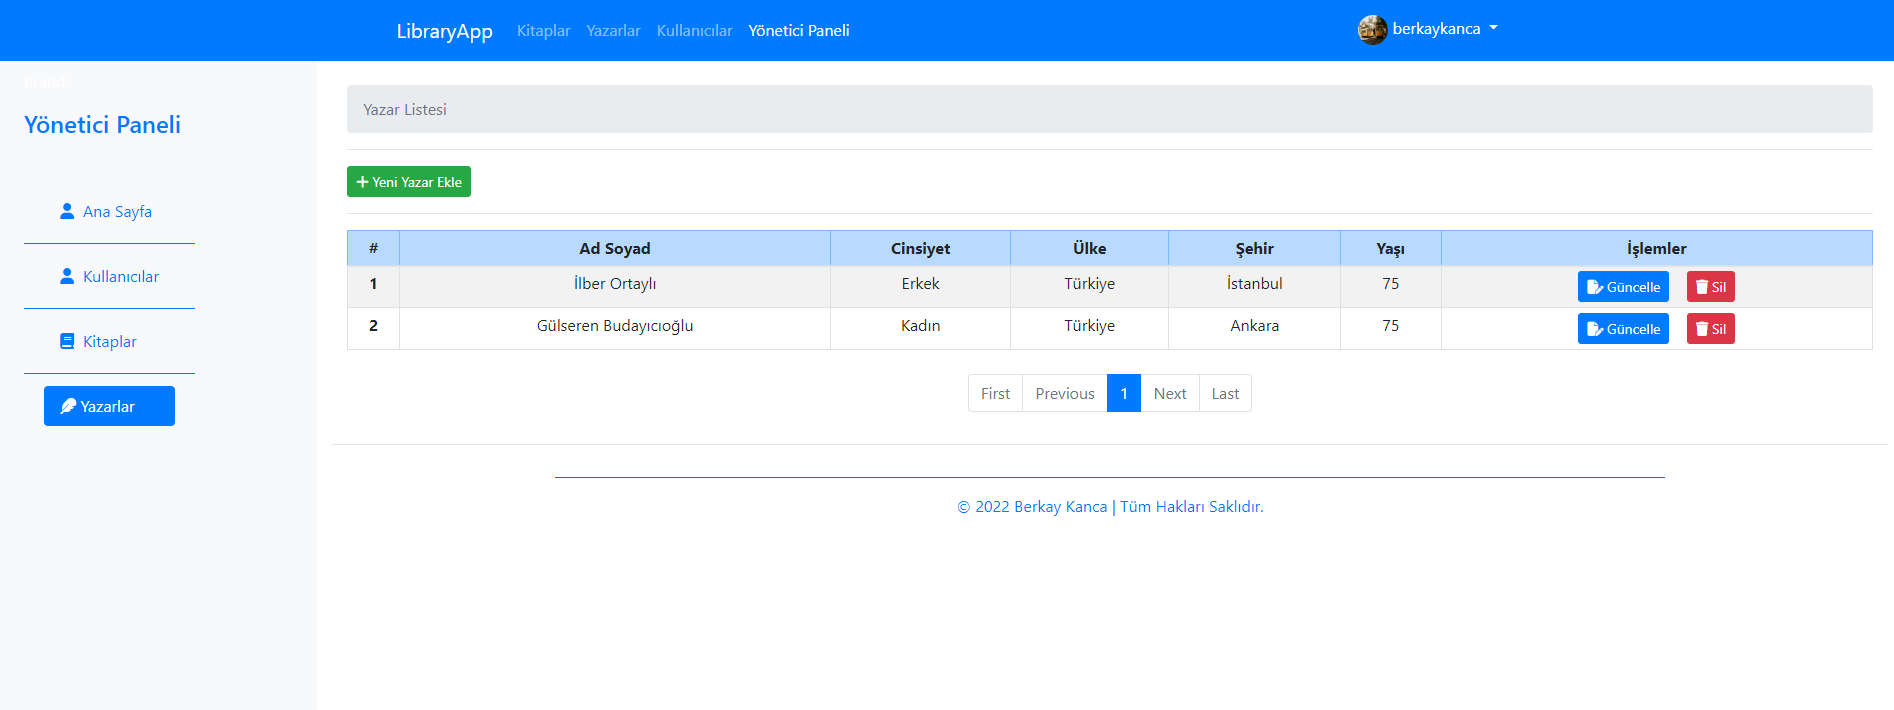 LibraryApp Kitaplar Yazarlar Kullanıcılar Yönetici Paneli berkaykanca
Brand
Yönetici Paneli
Ana Sayfa
Kullanıcılar
Kitaplar
Yazarlar
Yazar Listesi
Yeni Yazar Ekle
# Ad Soyad Cinsiyet Ülke Şehir Yaşı İşlemler
1 İlber Ortaylı Erkek Türkiye İstanbul 75 Güncelle Sil
2 Gülseren Budayıcıoğlu Kadın Türkiye Ankara 75 Güncelle Sil
First Previous 1 Next Last
© 2022 Berkay Kanca | Tüm Hakları Saklıdır.